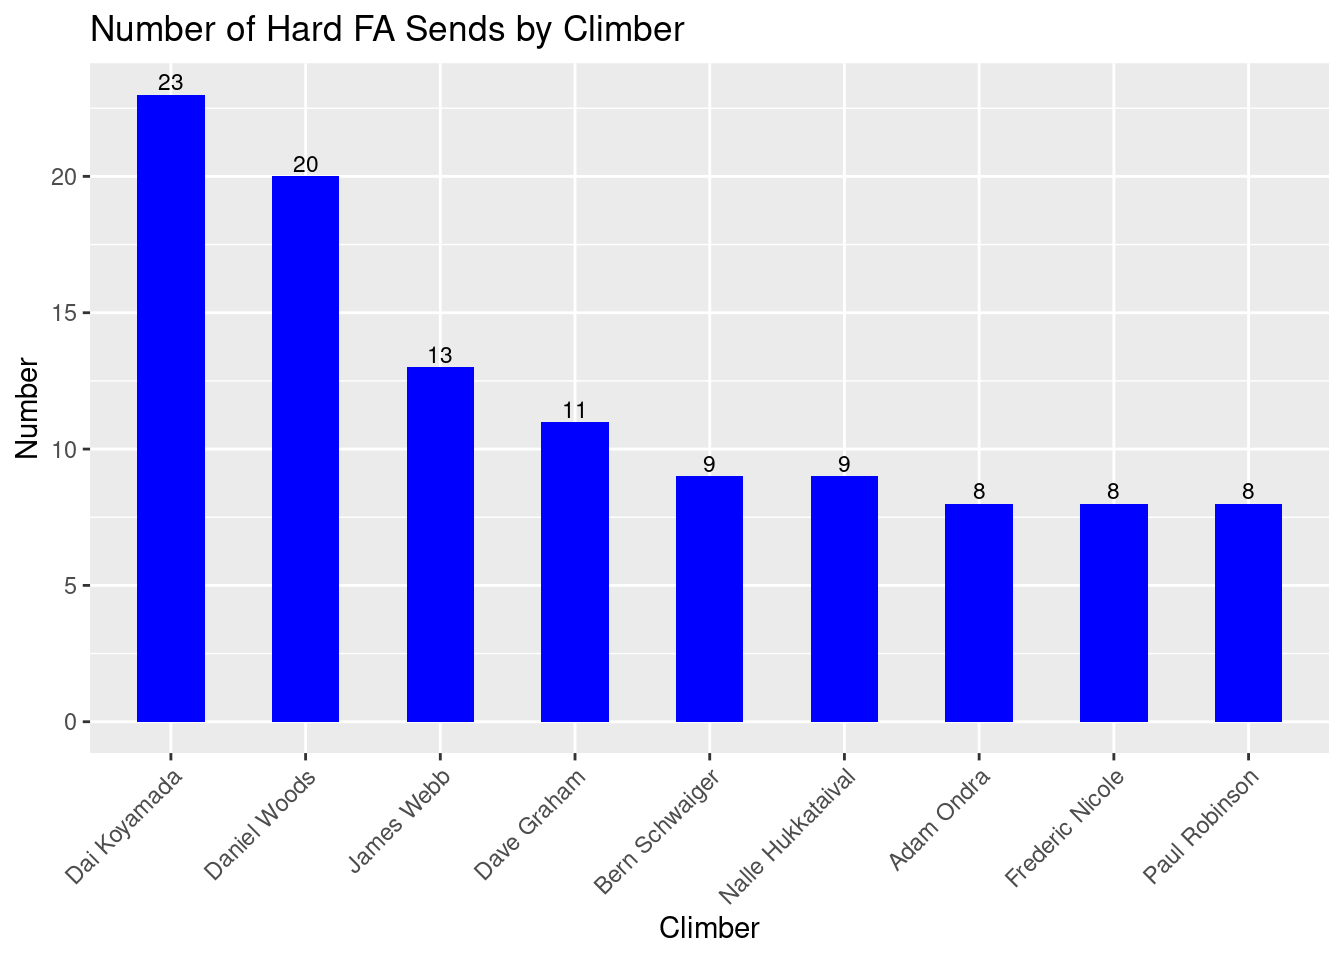 Number of Hard FA Sends by Climber
Number
20
15
10
5
0
23
20
13
11
9
9
8
8
8
Dai Koyamada
Daniel Woods
James Webb
Dave Graham
Bern Schwaiger
Nalle Hukkataival
Adam Ondra
Frederic Nicole
Paul Robinson
Climber